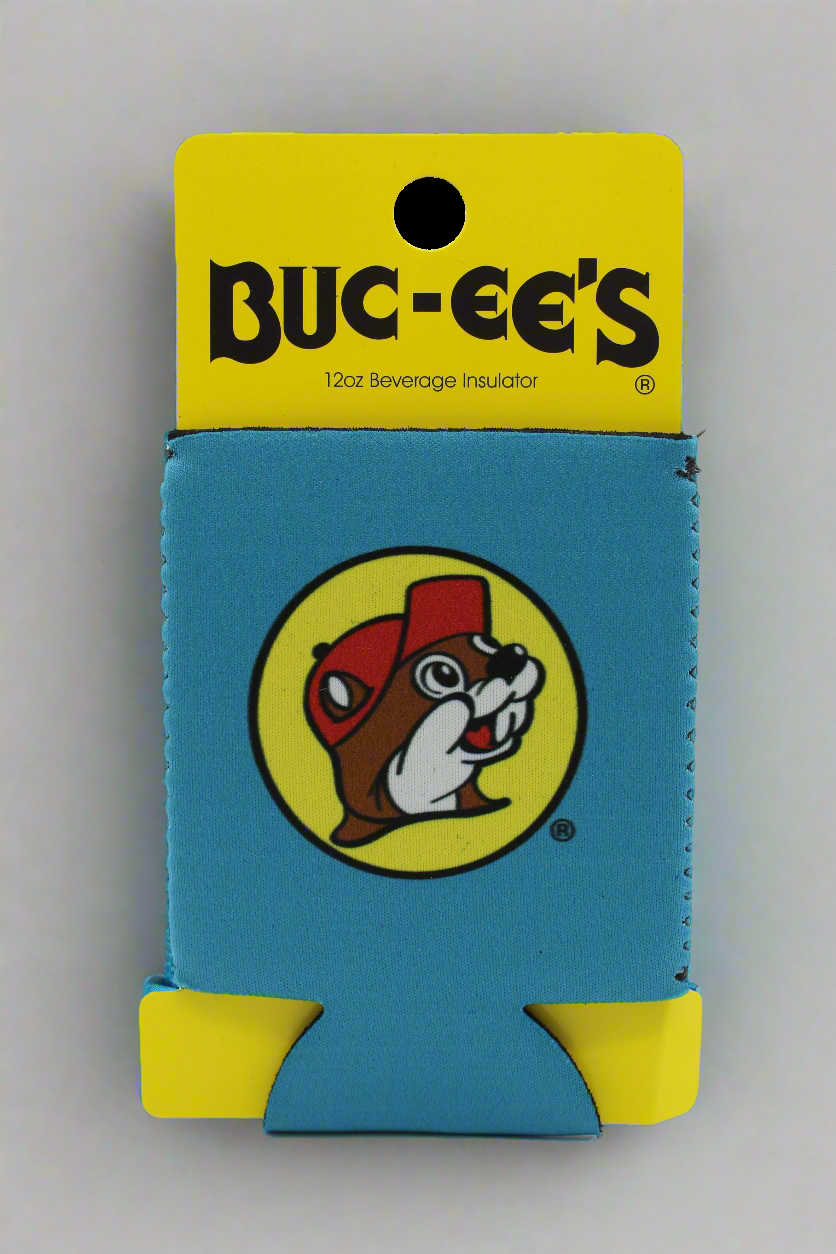 BUC-EE'S
12oz Beverage Insulator ®
®